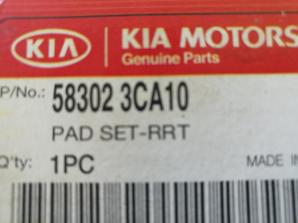 KIA KIA MOTORS
Genuine Parts
P/No.: 58302 3CA10
PAD SET-RRT
Q'ty: 1PC MADE IN